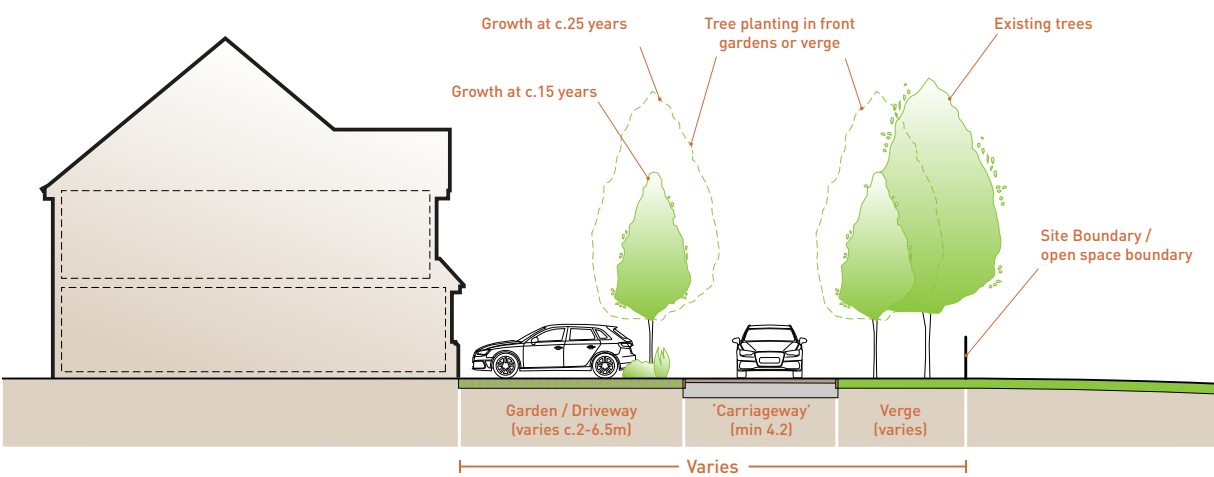 Growth at c.25 years
Tree planting in front
gardens or verge
Existing trees
Growth at c.15 years
Site Boundary /
open space boundary
Garden / Driveway
(varies c.2-6.5m)
‘Carriageway’
(min 4.2)
Verge
(varies)
Varies